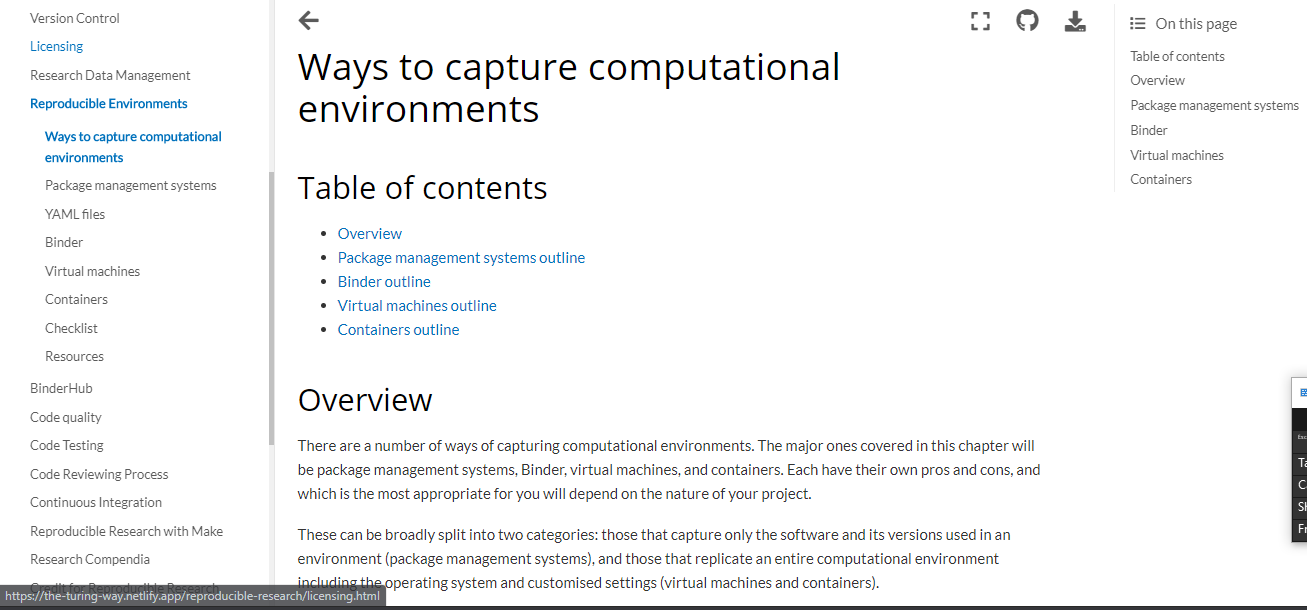 Version Control
Licensing
Research Data Management
Reproducible Environments
Ways to capture computational
environments
Package management systems
YAML files
Binder
Virtual machines
Containers
Checklist
Resources
BinderHub
Code quality
Code Testing
Code Reviewing Process
Continuous Integration
Reproducible Research with Make
Research Compendia
Credit for Reproducible Research
https://the-turing-way.netlify.app/reproducible-research/licensing.html
Ways to capture computational
environments
Table of contents
Overview
Package management systems outline
Binder outline
Virtual machines outline
Containers outline
Overview
There are a number of ways of capturing computational environments. The major ones covered in this chapter will
be package management systems, Binder, virtual machines, and containers. Each have their own pros and cons, and
which is the most appropriate for you will depend on the nature of your project.
These can be broadly split into two categories: those that capture only the software and its versions used in an
environment (package management systems), and those that replicate an entire computational environment
including the operating system and customised settings (virtual machines and containers).
On this page
Table of contents
Overview
Package management systems
Binder
Virtual machines
Containers